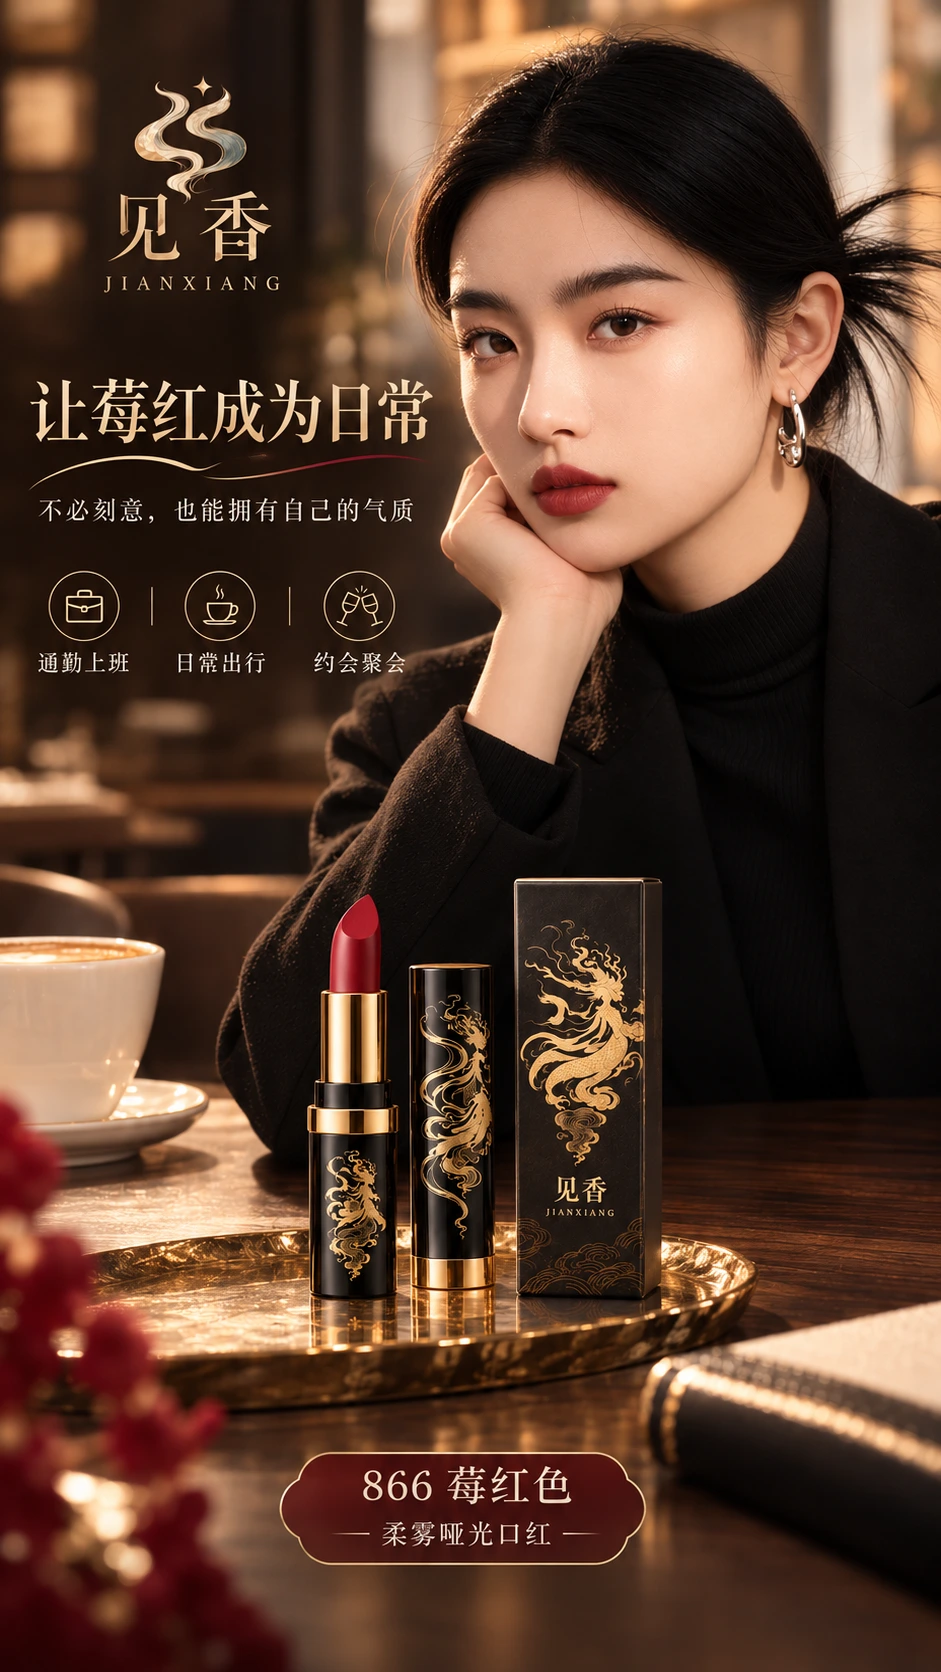 见香
JIANXIANG
让莓红成为日常
不必刻意，也能拥有自己的气质
通勤上班
日常出行
约会聚会
见香
JIANXIANG
866 莓红色
柔雾哑光口红